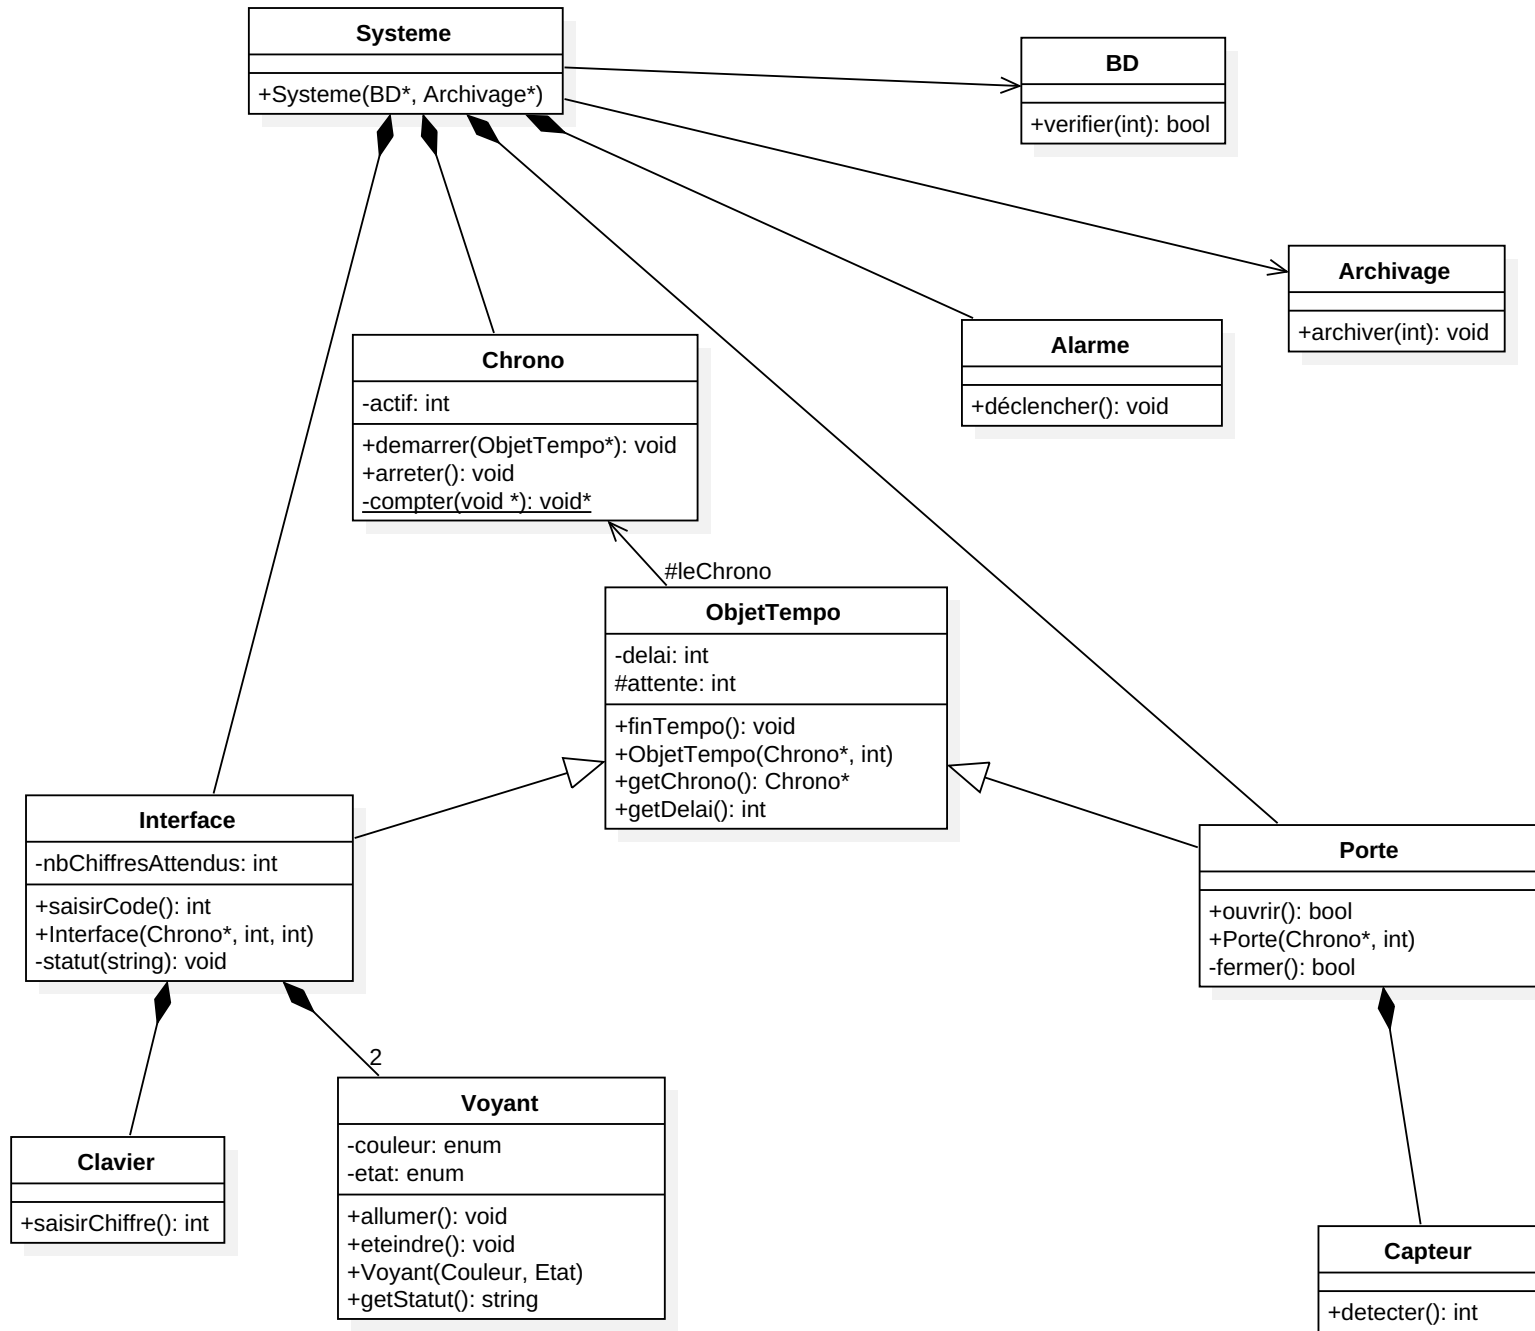 Systeme
+Systeme(BD*, Archivage*)
BD
+verifier(int): bool
Archivage
+archiver(int): void
Alarme
+déclencher(): void
Chrono
-actif: int
+demarrer(ObjetTempo*): void
+arreter(): void
-compter(void *): void*
#leChrono
ObjetTempo
-delai: int
#attente: int
+finTempo(): void
+ObjetTempo(Chrono*, int)
+getChrono(): Chrono*
+getDelai(): int
Interface
-nbChiffresAttendus: int
+saisirCode(): int
+Interface(Chrono*, int, int)
-statut(string): void
Porte
+ouvrir(): bool
+Porte(Chrono*, int)
-fermer(): bool
2
Voyant
-couleur: enum
-etat: enum
+allumer(): void
+eteindre(): void
+Voyant(Couleur, Etat)
+getStatut(): string
Clavier
+saisirChiffre(): int
Capteur
+detecter(): int